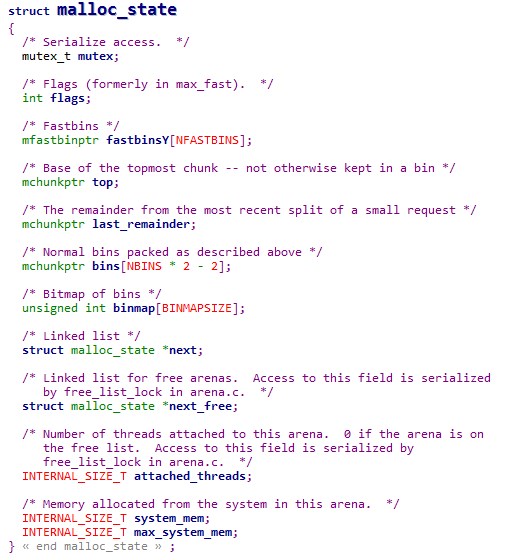 struct malloc_state
{
/* Serialize access.  */
mutex_t mutex;
/* Flags (formerly in max_fast).  */
int flags;
/* Fastbins */
mfastbinptr fastbinsY[NFASTBINS];
/* Base of the topmost chunk -- not otherwise kept in a bin */
mchunkptr top;
/* The remainder from the most recent split of a small request */
mchunkptr last_remainder;
/* Normal bins packed as described above */
mchunkptr bins[NBINS * 2 - 2];
/* Bitmap of bins */
unsigned int binmap[BINMAPSIZE];
/* Linked list */
struct malloc_state *next;
/* Linked list for free arenas.  Access to this field is serialized
by free_list_lock in arena.c.  */
struct malloc_state *next_free;
/* Number of threads attached to this arena.  0 if the arena is on
the free list.  Access to this field is serialized by
free_list_lock in arena.c.  */
INTERNAL_SIZE_T attached_threads;
/* Memory allocated from the system in this arena.  */
INTERNAL_SIZE_T system_mem;
INTERNAL_SIZE_T max_system_mem;
} « end malloc_state » ;